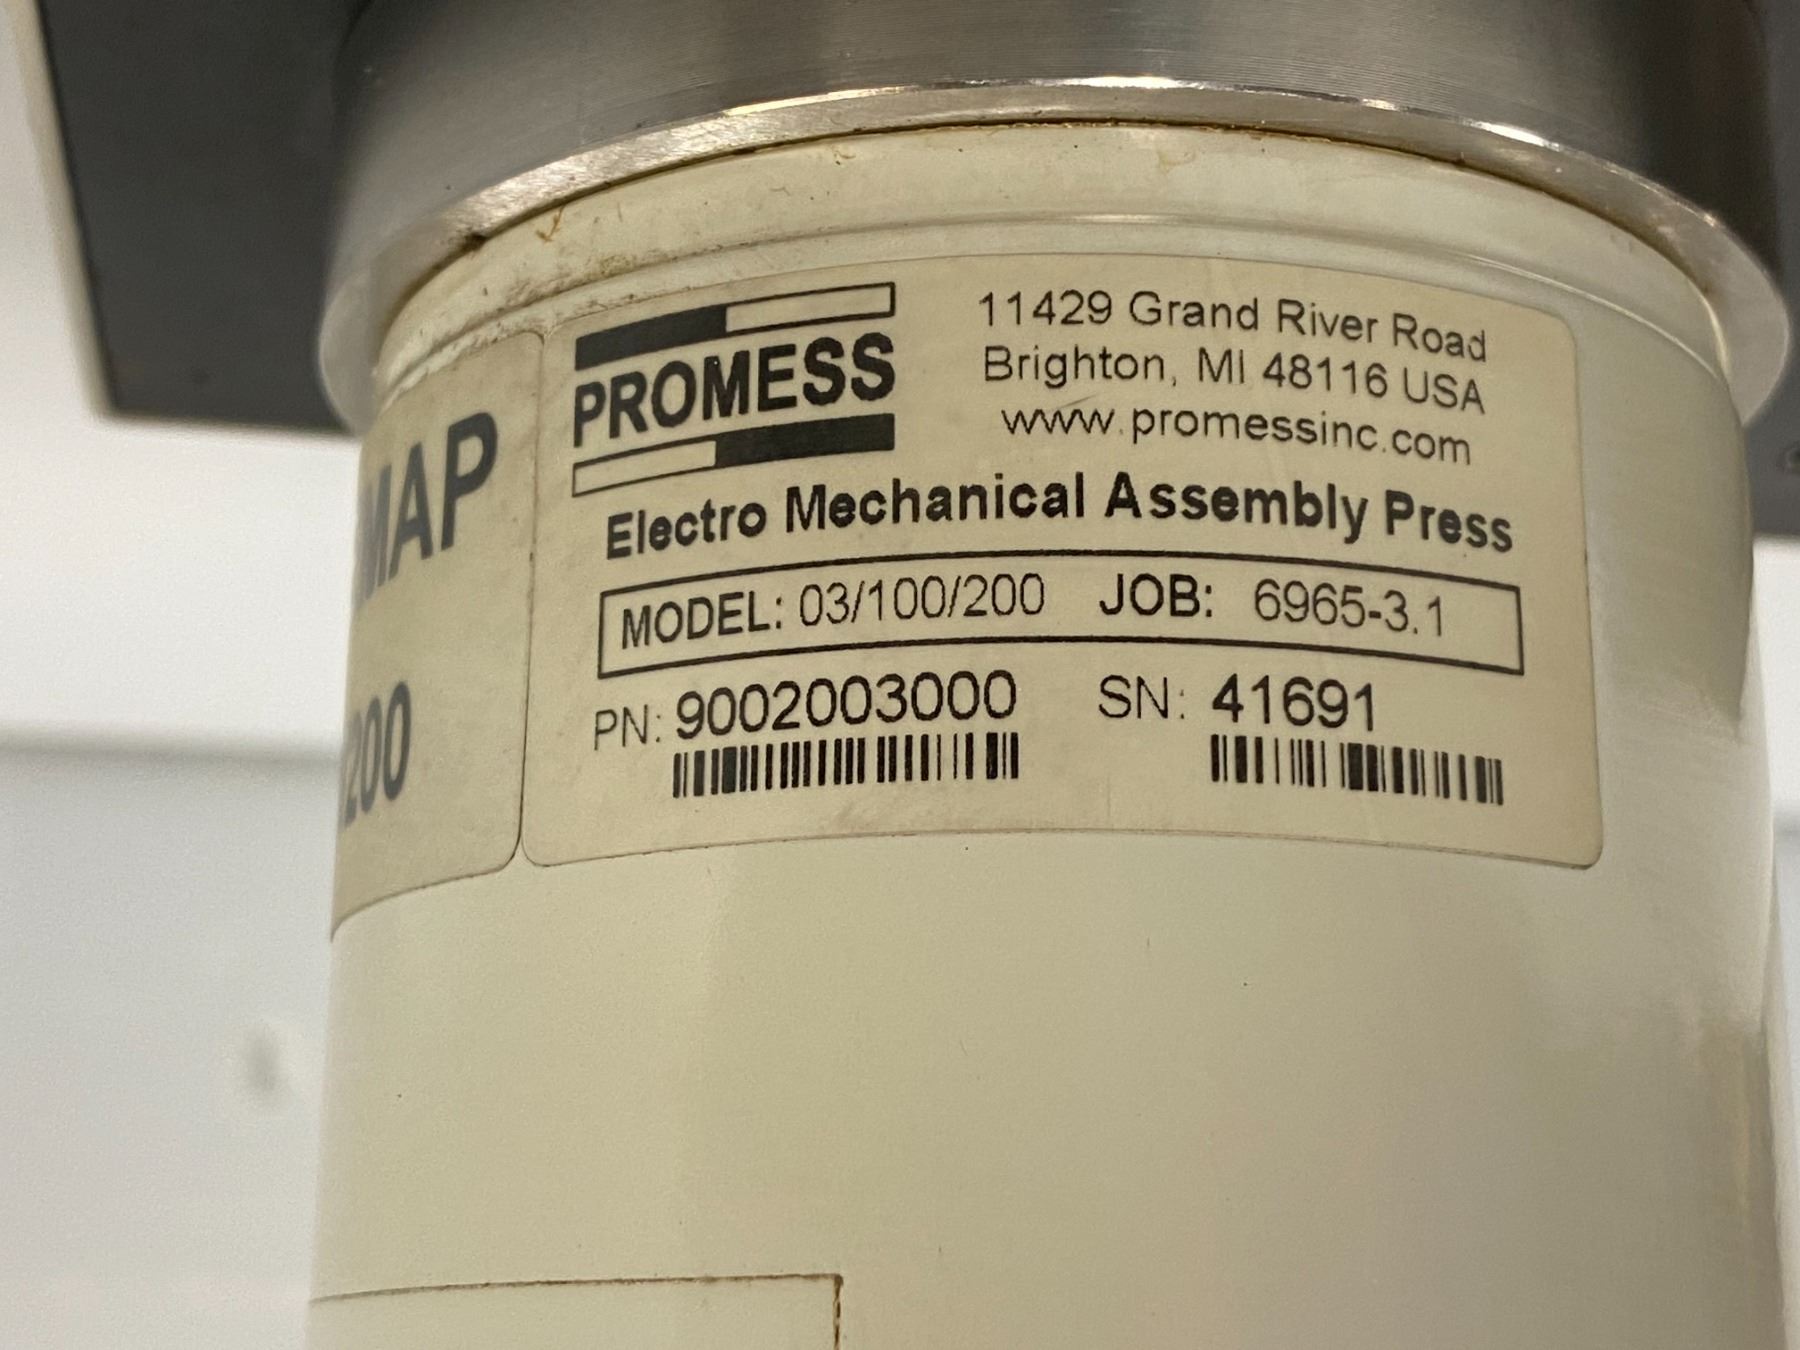 PROMESS
11429 Grand River Road
Brighton, MI 48116 USA
www.promessinc.com
Electro Mechanical Assembly Press
MODEL: 03/100/200 JOB: 6965-3.1
PN: 9002003000 SN: 41691
MAP
200